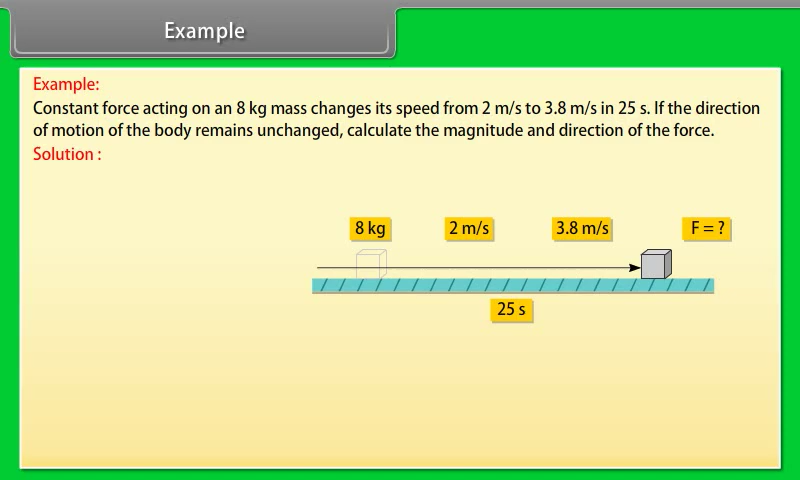 Example
Example:
Constant force acting on an 8 kg mass changes its speed from 2 m/s to 3.8 m/s in 25 s. If the direction
of motion of the body remains unchanged, calculate the magnitude and direction of the force.
Solution :
8 kg 2 m/s 3.8 m/s F = ?
25 s